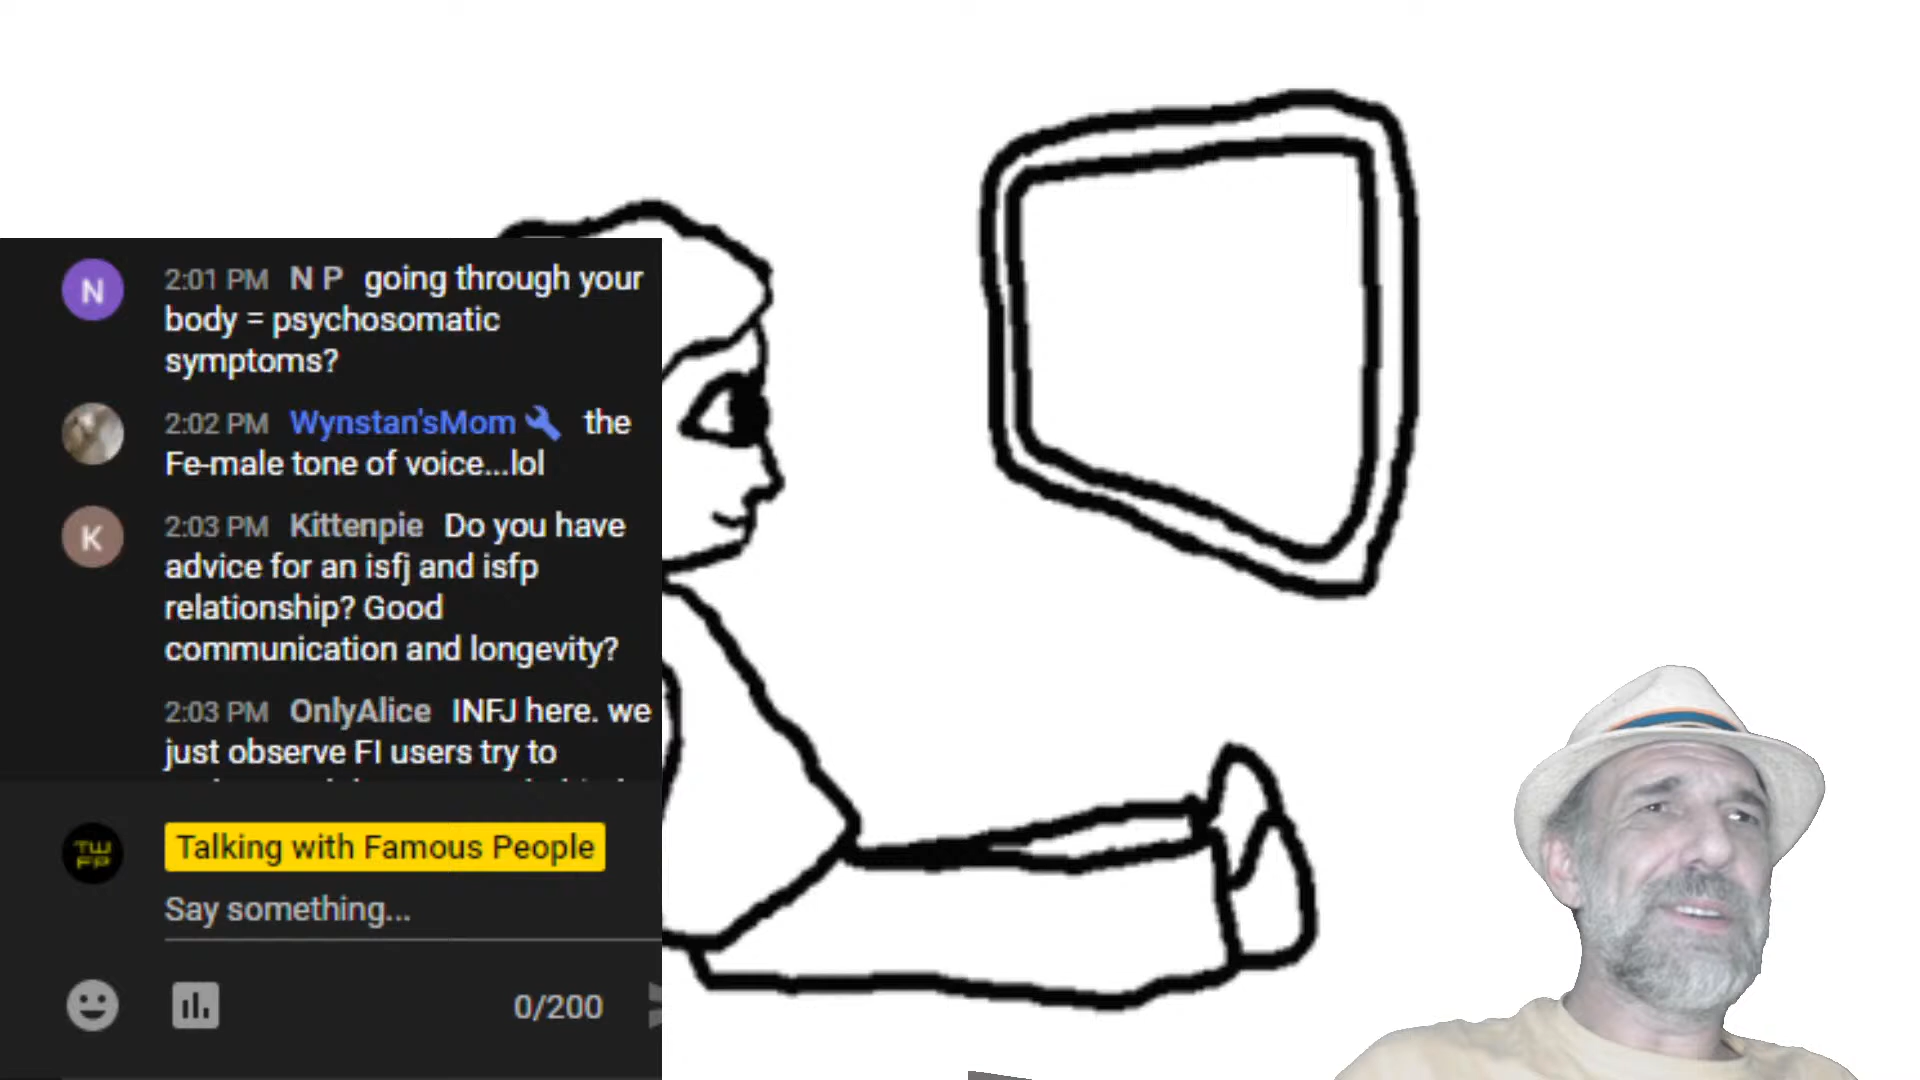 N
2:01 PM N P going through your
body = psychosomatic
symptoms?
2:02 PM Wynstan'sMom the
Fe-male tone of voice...lol
K
2:03 PM Kittenpie Do you have
advice for an isfj and isfp
relationship? Good
communication and longevity?
2:03 PM OnlyAlice INFJ here. we
just observe FI users try to
TW
FP
Talking with Famous People
Say something...
0/200